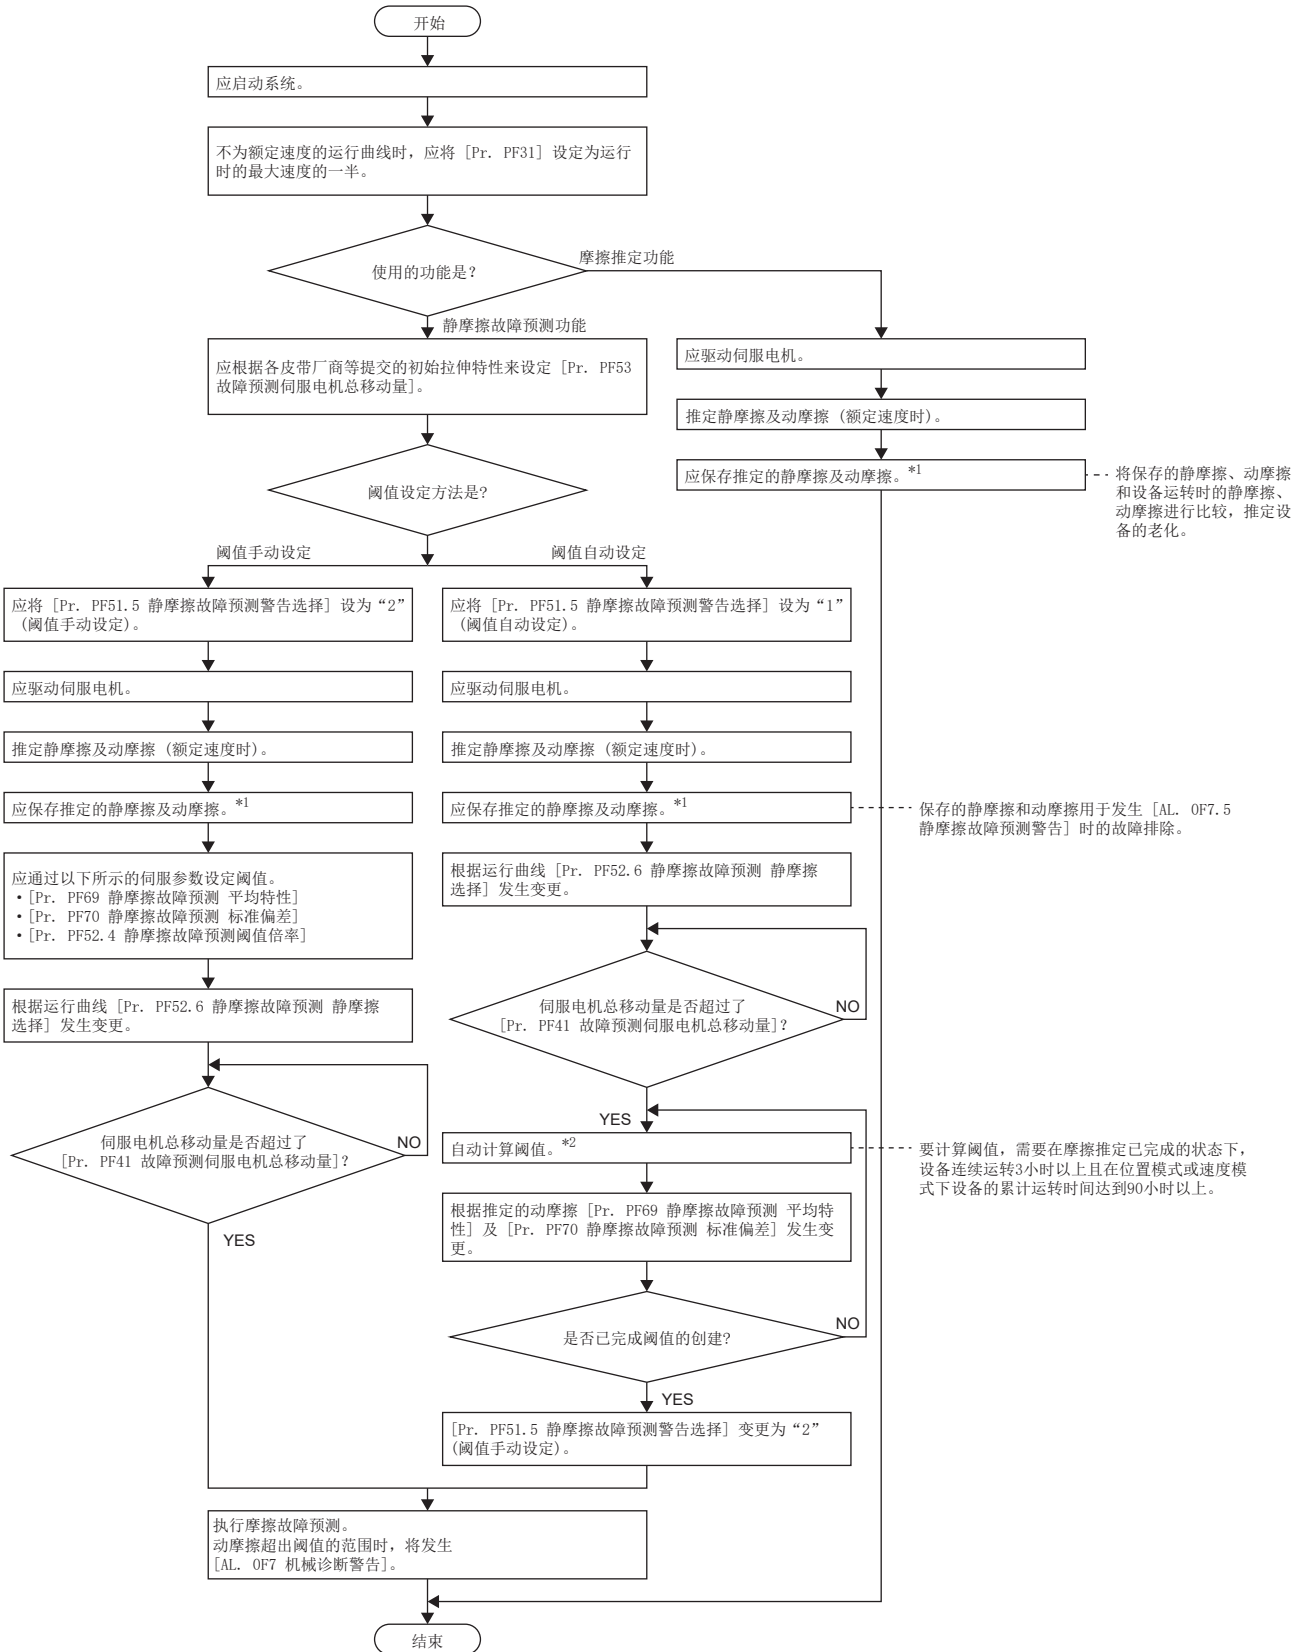 开始
应启动系统。
不为额定速度的运行曲线时，应将 [Pr. PF31] 设定为运行
时的最大速度的一半。
使用的功能是？
摩擦推定功能
静摩擦故障预测功能
应根据各皮带厂商等提交的初始拉伸特性来设定 [Pr. PF53
故障预测伺服电机总移动量]。
应驱动伺服电机。
推定静摩擦及动摩擦 (额定速度时)。
应保存推定的静摩擦及动摩擦。*1
将保存的静摩擦、动摩擦
和设备运转时的静摩擦、
动摩擦进行比较，推定设
备的老化。
阈值设定方法是？
阈值手动设定
阈值自动设定
应将 [Pr. PF51.5 静摩擦故障预测警告选择] 设为“2”
(阈值手动设定)。
应驱动伺服电机。
推定静摩擦及动摩擦 (额定速度时)。
应保存推定的静摩擦及动摩擦。*1
应通过以下所示的伺服参数设定阈值。
・[Pr. PF69 静摩擦故障预测 平均特性]
・[Pr. PF70 静摩擦故障预测 标准偏差]
・[Pr. PF52.4 静摩擦故障预测阈值倍率]
根据运行曲线 [Pr. PF52.6 静摩擦故障预测 静摩擦
选择] 发生变更。
伺服电机总移动量是否超过了
[Pr. PF41 故障预测伺服电机总移动量]？
NO
YES
应将 [Pr. PF51.5 静摩擦故障预测警告选择] 设为“1”
(阈值自动设定)。
应驱动伺服电机。
推定静摩擦及动摩擦 (额定速度时)。
应保存推定的静摩擦及动摩擦。*1
保存的静摩擦和动摩擦用于发生 [AL. 0F7.5
静摩擦故障预测警告] 时的故障排除。
根据运行曲线 [Pr. PF52.6 静摩擦故障预测 静摩擦
选择] 发生变更。
伺服电机总移动量是否超过了
[Pr. PF41 故障预测伺服电机总移动量]？
NO
YES
自动计算阈值。*2
要计算阈值，需要在摩擦推定已完成的状态下，
设备连续运转3小时以上且在位置模式或速度模
式下设备的累计运转时间达到90小时以上。
根据推定的动摩擦 [Pr. PF69 静摩擦故障预测 平均特
性] 及 [Pr. PF70 静摩擦故障预测 标准偏差] 发生变
更。
是否已完成阈值的创建？
NO
YES
[Pr. PF51.5 静摩擦故障预测警告选择] 变更为“2”
(阈值手动设定)。
执行摩擦故障预测。
动摩擦超出阈值的范围时，将发生
[AL. 0F7 机械诊断警告]。
结束